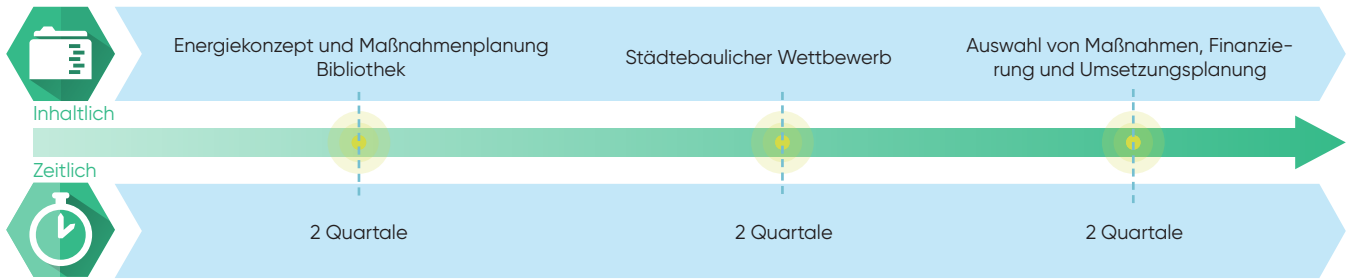 Energiekonzept und Maßnahmenplanung
Bibliothek
Städtebaulicher Wettbewerb
Auswahl von Maßnahmen, Finanzie-
rung und Umsetzungsplanung
Inhaltlich
Zeitlich
2 Quartale
2 Quartale
2 Quartale